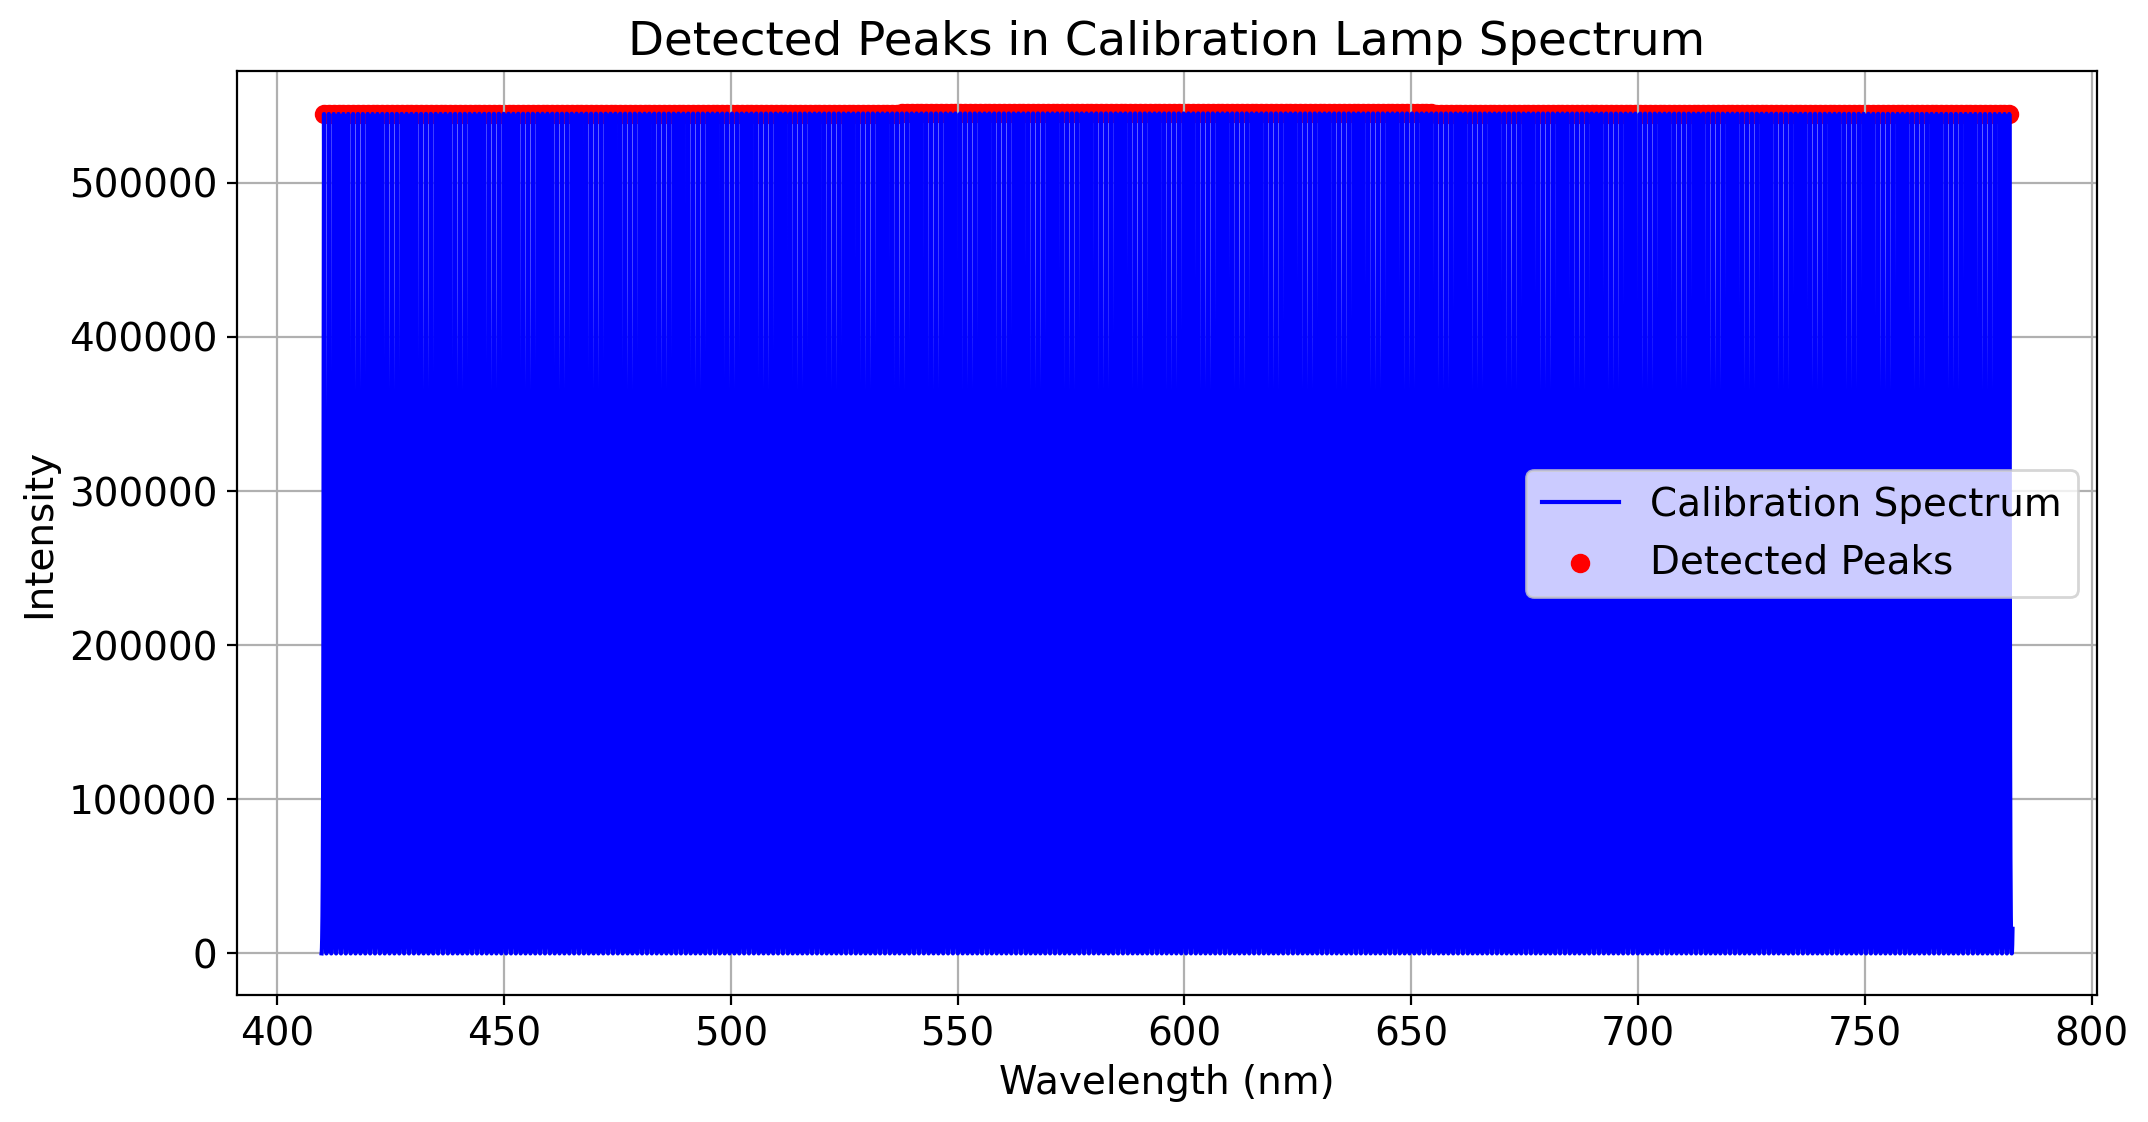 Detected Peaks in Calibration Lamp Spectrum
500000
400000
300000
200000
100000
0
Intensity
Calibration Spectrum
Detected Peaks
400 450 500 550 600 650 700 750 800
Wavelength (nm)